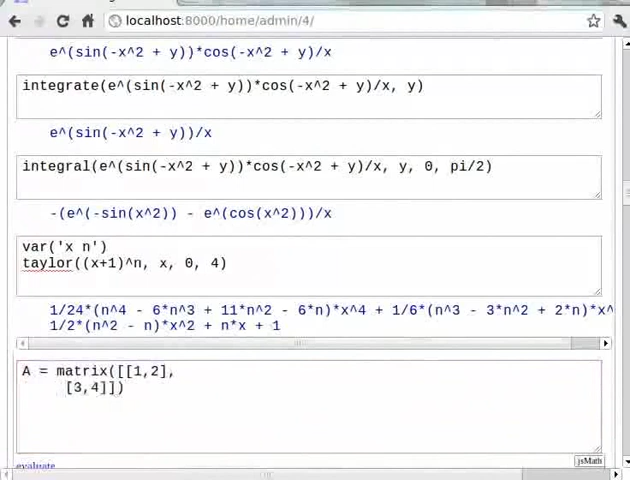 localhost:8000/home/admin/4/
e^(sin(-x^2 + y))*cos(-x^2 + y)/x
integrate(e^(sin(-x^2 + y))*cos(-x^2 + y)/x, y)
e^(sin(-x^2 + y))/x
integral(e^(sin(-x^2 + y))*cos(-x^2 + y)/x, y, 0, pi/2)
-(e^(-sin(x^2)) - e^(cos(x^2)))/x
var('x n')
taylor((x+1)^n, x, 0, 4)
1/24*(n^4 - 6*n^3 + 11*n^2 - 6*n)*x^4 + 1/6*(n^3 - 3*n^2 + 2*n)*x^
1/2*(n^2 - n)*x^2 + n*x + 1
A = matrix([[1,2],
[3,4]])
jsMath
evaluate